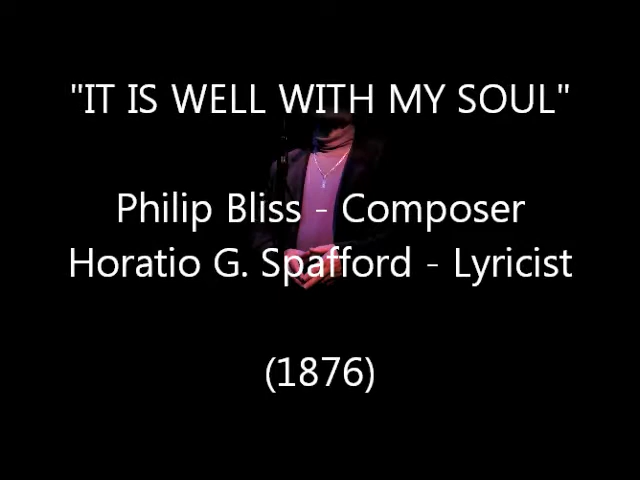 "IT IS WELL WITH MY SOUL"
Philip Bliss - Composer
Horatio G. Spafford - Lyricist
(1876)